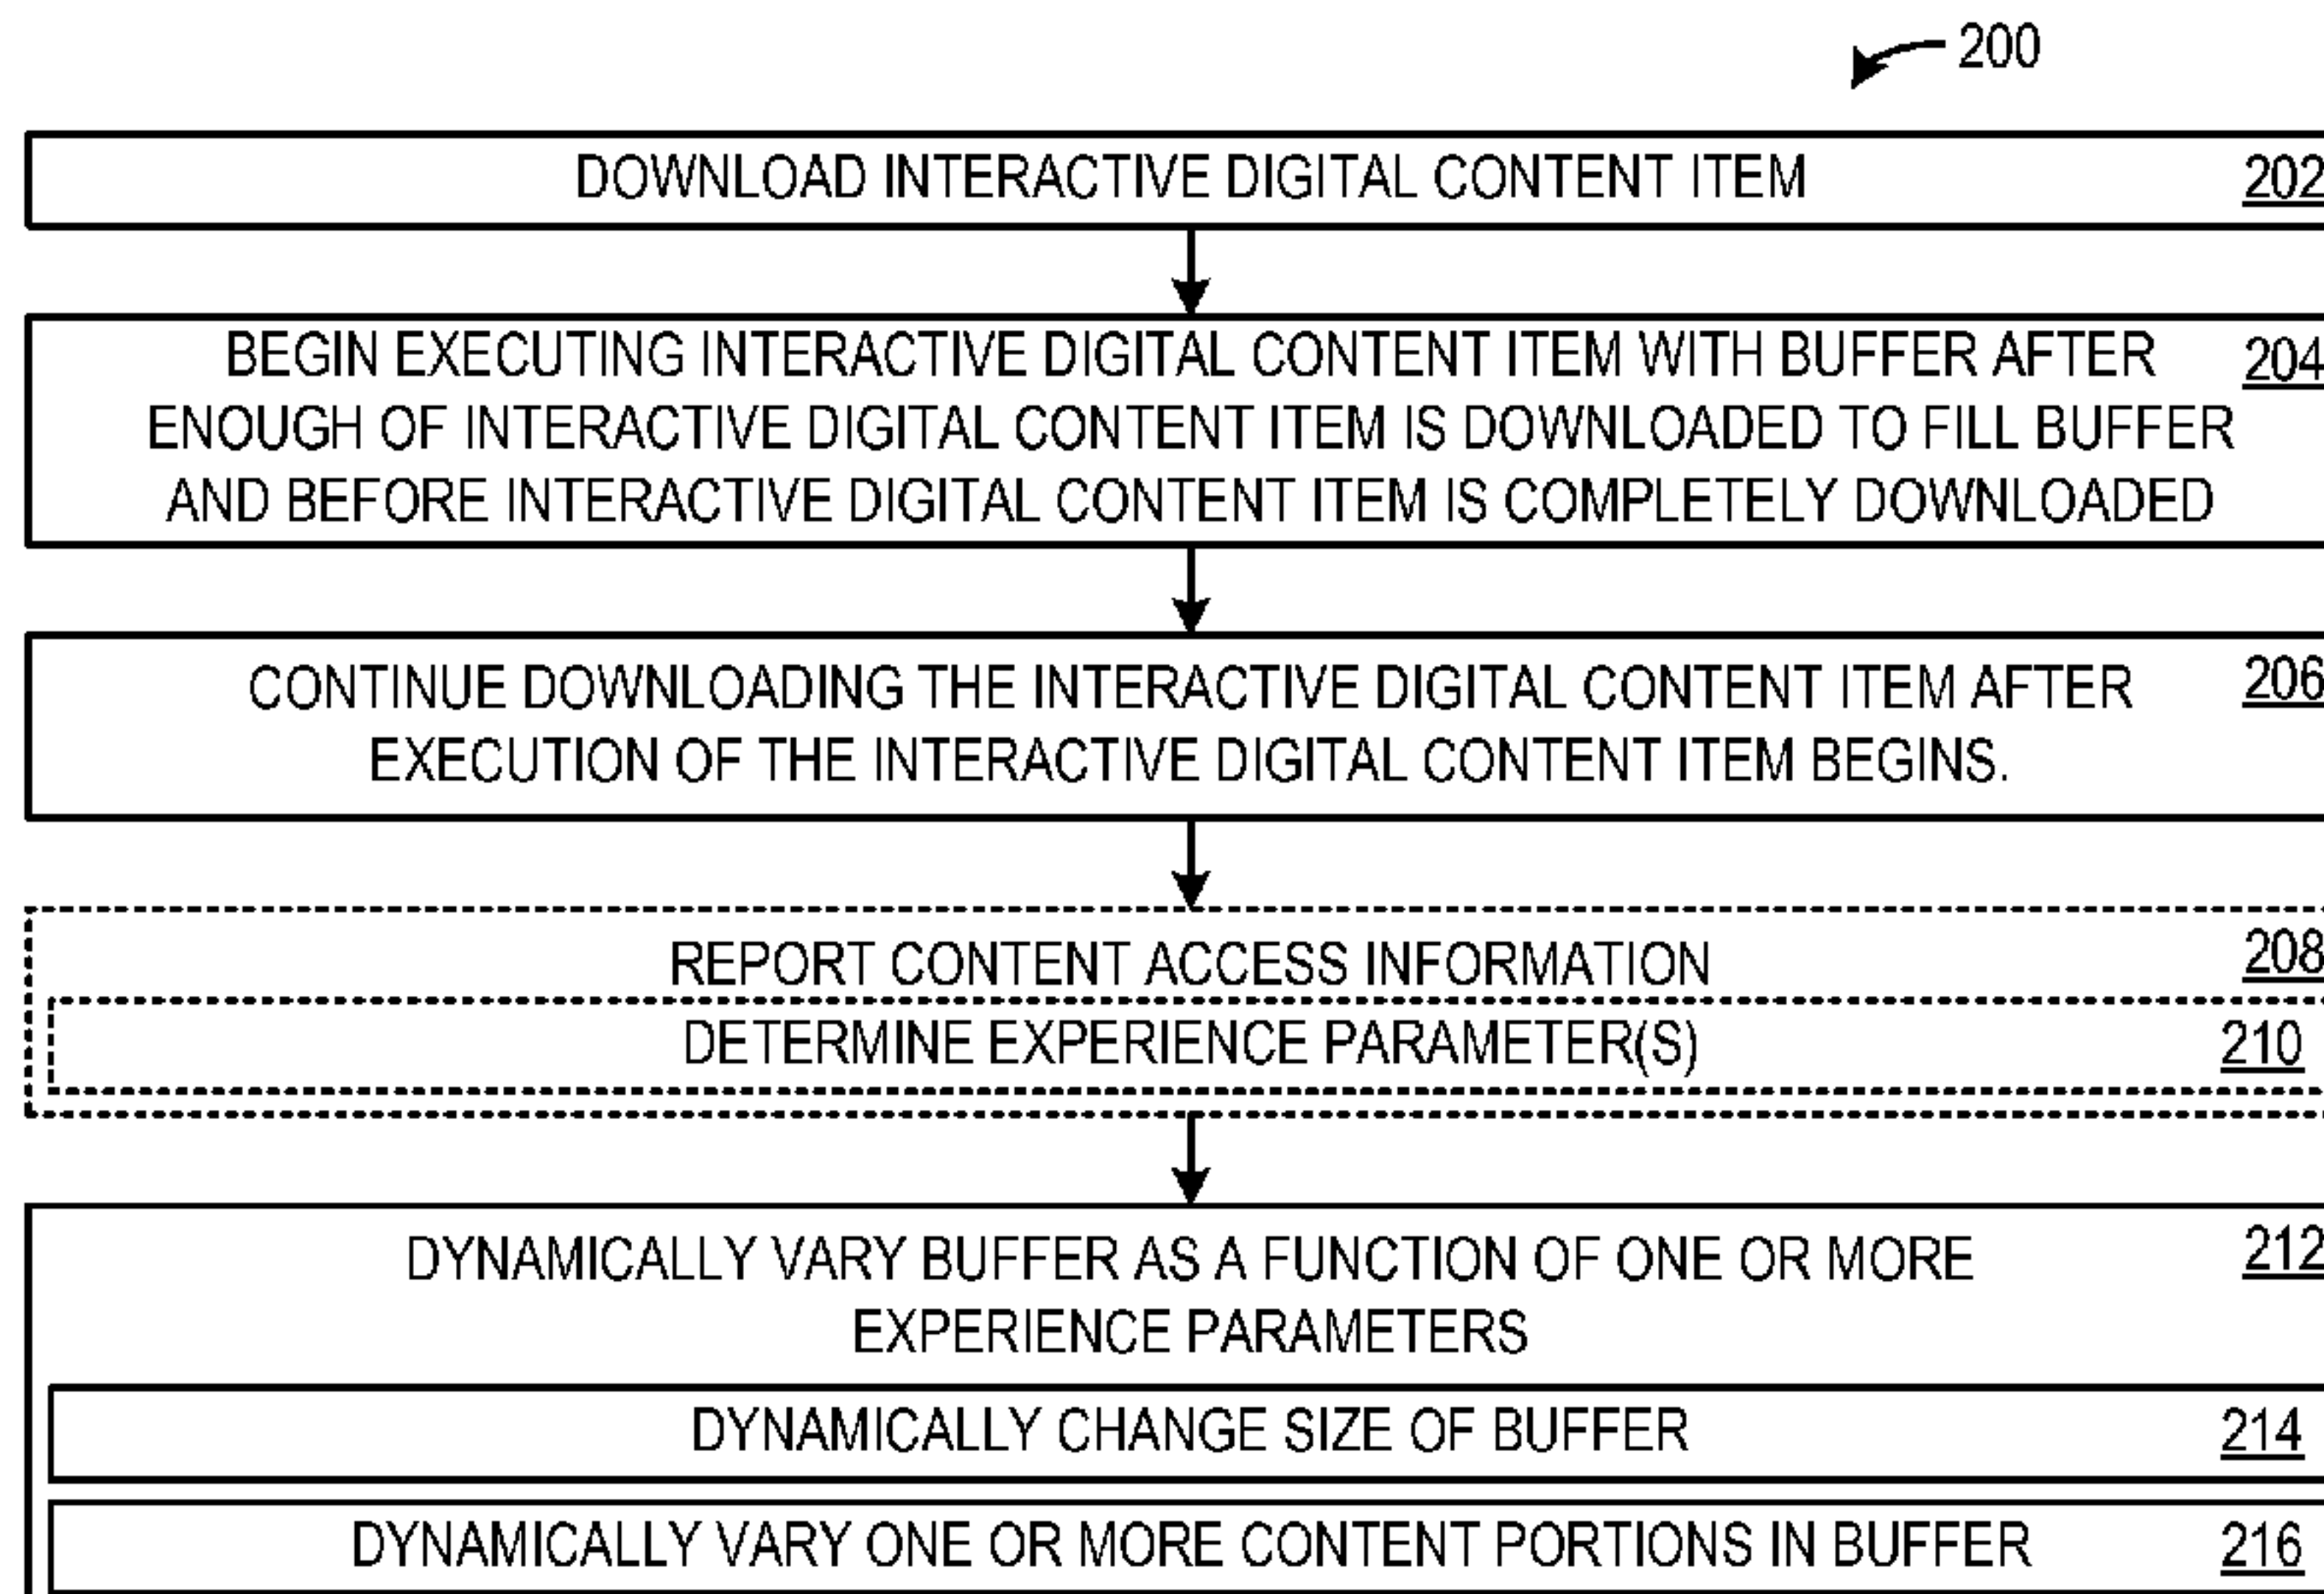 200
DOWNLOAD INTERACTIVE DIGITAL CONTENT ITEM 202
BEGIN EXECUTING INTERACTIVE DIGITAL CONTENT ITEM WITH BUFFER AFTER 204
ENOUGH OF INTERACTIVE DIGITAL CONTENT ITEM IS DOWNLOADED TO FILL BUFFER
AND BEFORE INTERACTIVE DIGITAL CONTENT ITEM IS COMPLETELY DOWNLOADED
CONTINUE DOWNLOADING THE INTERACTIVE DIGITAL CONTENT ITEM AFTER 206
EXECUTION OF THE INTERACTIVE DIGITAL CONTENT ITEM BEGINS.
REPORT CONTENT ACCESS INFORMATION 208
DETERMINE EXPERIENCE PARAMETER(S) 210
DYNAMICALLY VARY BUFFER AS A FUNCTION OF ONE OR MORE 212
EXPERIENCE PARAMETERS
DYNAMICALLY CHANGE SIZE OF BUFFER 214
DYNAMICALLY VARY ONE OR MORE CONTENT PORTIONS IN BUFFER 216